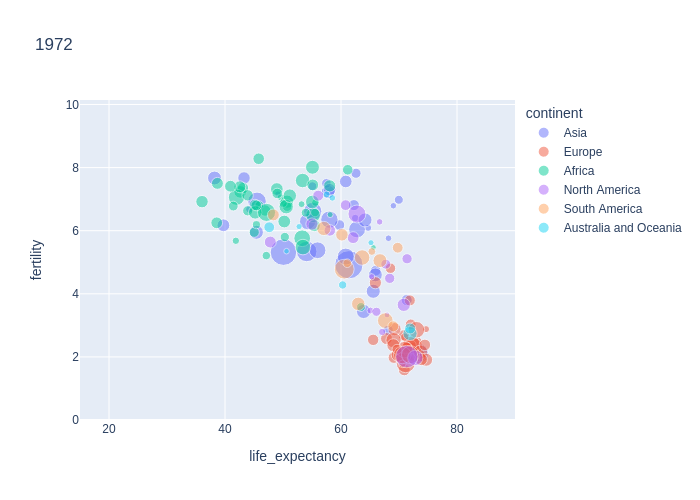 1972
continent
Asia
Europe
Africa
North America
South America
Australia and Oceania
10
8
6
4
2
0
fertility
20 40 60 80
life_expectancy